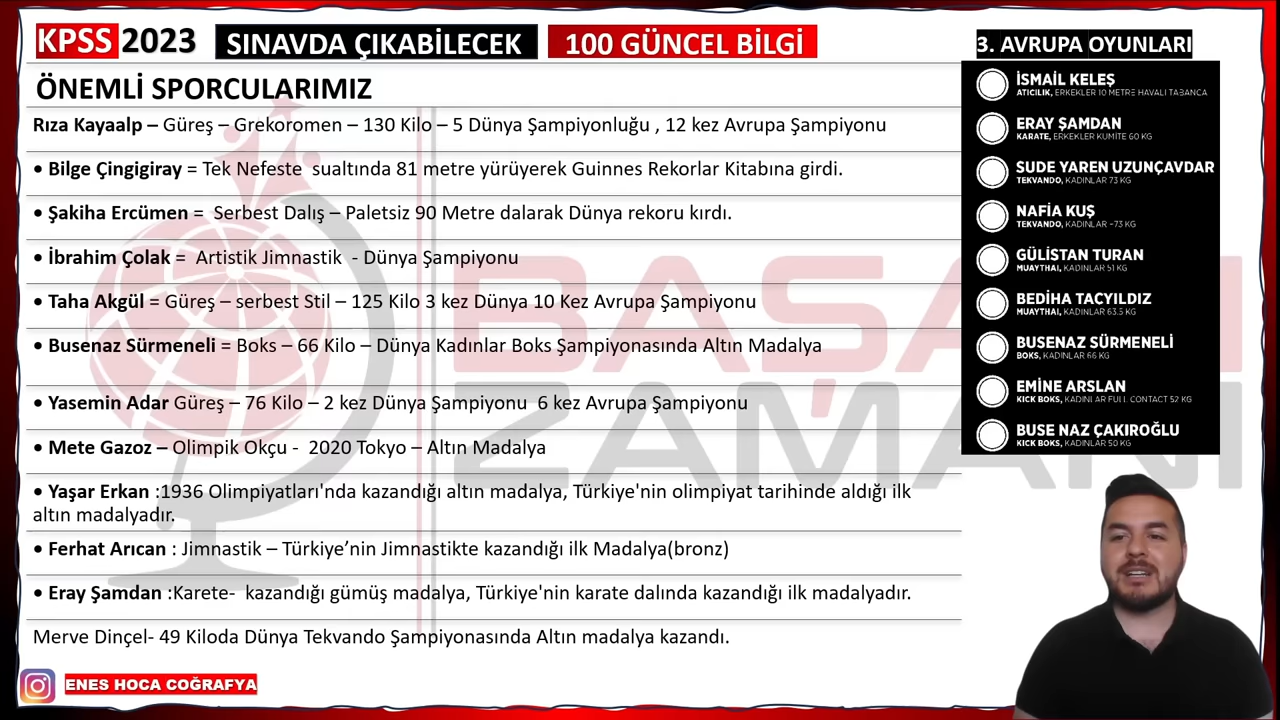 KPSS 2023 SINAVDA ÇIKABİLECEK 100 GÜNCEL BİLGİ
ÖNEMLİ SPORCULARIMIZ
Rıza Kayaalp – Güreş – Grekoromen – 130 Kilo – 5 Dünya Şampiyonluğu , 12 kez Avrupa Şampiyonu
• Bilge Çingigiray = Tek Nefeste sualtında 81 metre yürüyerek Guinnes Rekorlar Kitabına girdi.
• Şakiha Ercümen = Serbest Dalış – Paletsiz 90 Metre dalarak Dünya rekoru kırdı.
• İbrahim Çolak = Artistik Jimnastik - Dünya Şampiyonu
• Taha Akgül = Güreş – serbest Stil – 125 Kilo 3 kez Dünya 10 Kez Avrupa Şampiyonu
• Busenaz Sürmeneli = Boks – 66 Kilo – Dünya Kadınlar Boks Şampiyonasında Altın Madalya
• Yasemin Adar Güreş – 76 Kilo – 2 kez Dünya Şampiyonu 6 kez Avrupa Şampiyonu
• Mete Gazoz – Olimpik Okçu - 2020 Tokyo – Altın Madalya
• Yaşar Erkan :1936 Olimpiyatları'nda kazandığı altın madalya, Türkiye'nin olimpiyat tarihinde aldığı ilk
altın madalyadır.
• Ferhat Arıcan : Jimnastik – Türkiye’nin Jimnastikte kazandığı ilk Madalya(bronz)
• Eray Şamdan :Karete- kazandığı gümüş madalya, Türkiye'nin karate dalında kazandığı ilk madalyadır.
Merve Dinçel- 49 Kiloda Dünya Tekvando Şampiyonasında Altın madalya kazandı.
ENES HOCA COĞRAFYA
3. AVRUPA OYUNLARI
İSMAİL KELEŞ
ATICILIK, ERKEKLER 10 METRE HAVALI TABANCA
ERAY ŞAMDAN
KARATE, ERKEKLER KUMİTE 60 KG
SUDE YAREN UZUNÇAVDAR
TEKVANDO, KADINLAR 73 KG
NAFİA KUŞ
TEKVANDO, KADINLAR +73 KG
GÜLİSTAN TURAN
MUAYTHAI, KADINLAR 51 KG
BEDİHA TACYILDIZ
MUAYTHAI, KADINLAR 63.5 KG
BUSENAZ SÜRMENELİ
BOKS, KADINLAR 66 KG
EMİNE ARSLAN
KICK BOKS, KADINLAR FULL CONTACT 52 KG
BUSE NAZ ÇAKIROĞLU
KICK BOKS, KADINLAR 50 KG
BAŞARI
ZAMANI